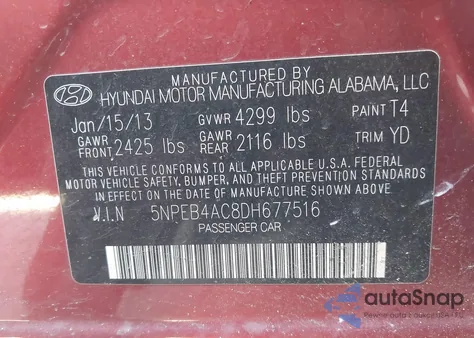 MANUFACTURED BY
HYUNDAI MOTOR MANUFACTURING ALABAMA, LLC
Jan/15/13 GVWR 4299 lbs PAINT T4
GAWR FRONT 2425 lbs GAWR REAR 2116 lbs TRIM YD
THIS VEHICLE CONFORMS TO ALL APPLICABLE U.S.A. FEDERAL
MOTOR VEHICLE SAFETY, BUMPER, AND THEFT PREVENTION STANDARDS
IN EFFECT ON THE DATE OF MANUFACTURE SHOWN ABOVE.
V.I.N 5NPEB4AC8DH677516
PASSENGER CAR
autoSnap